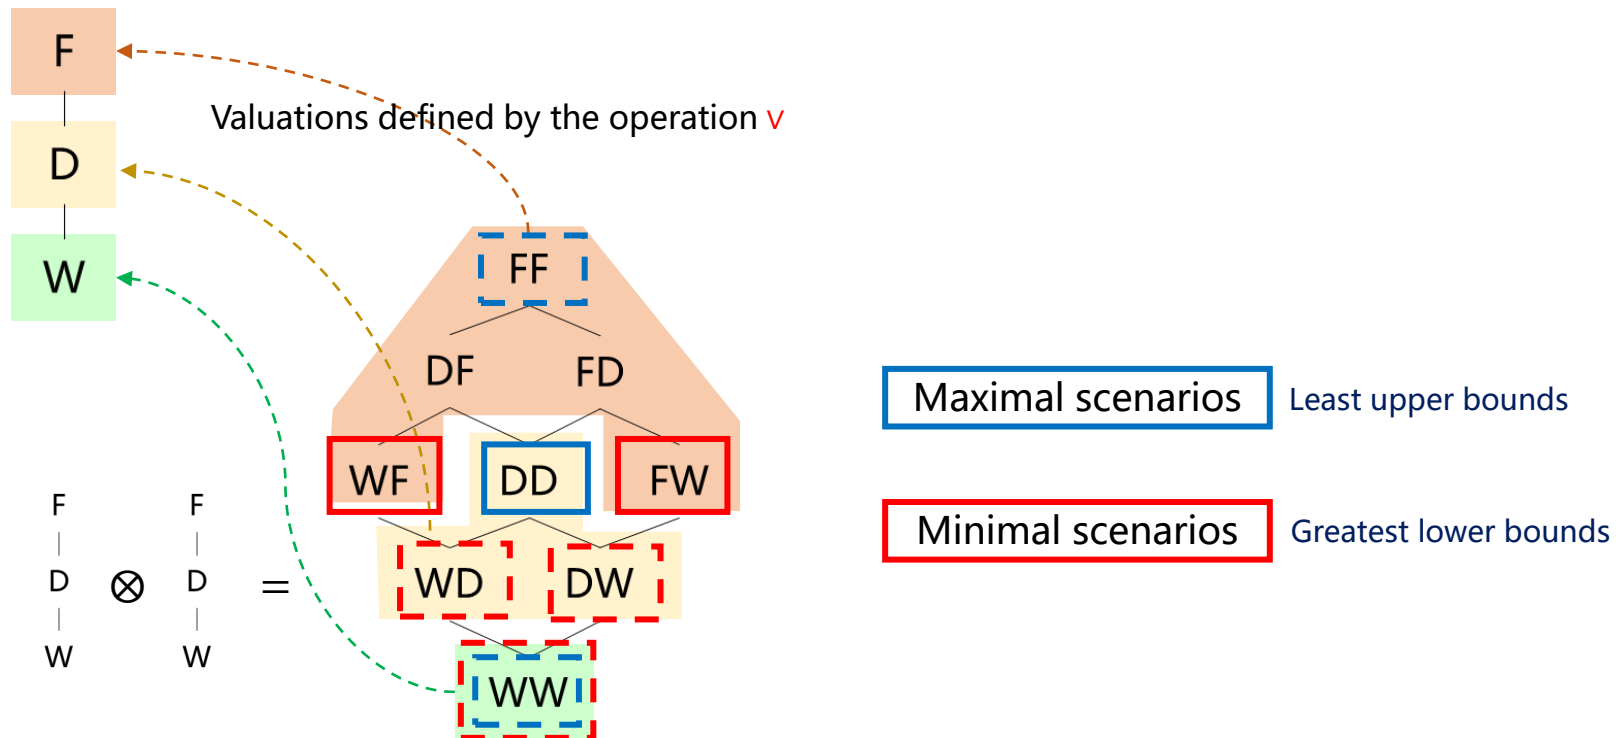 F
Valuations defined by the operation v
D
W
FF
DF FD
Maximal scenarios Least upper bounds
WF DD FW
F F
Minimal scenarios Greatest lower bounds
D ⊗ D =
WD DW
W W
WW